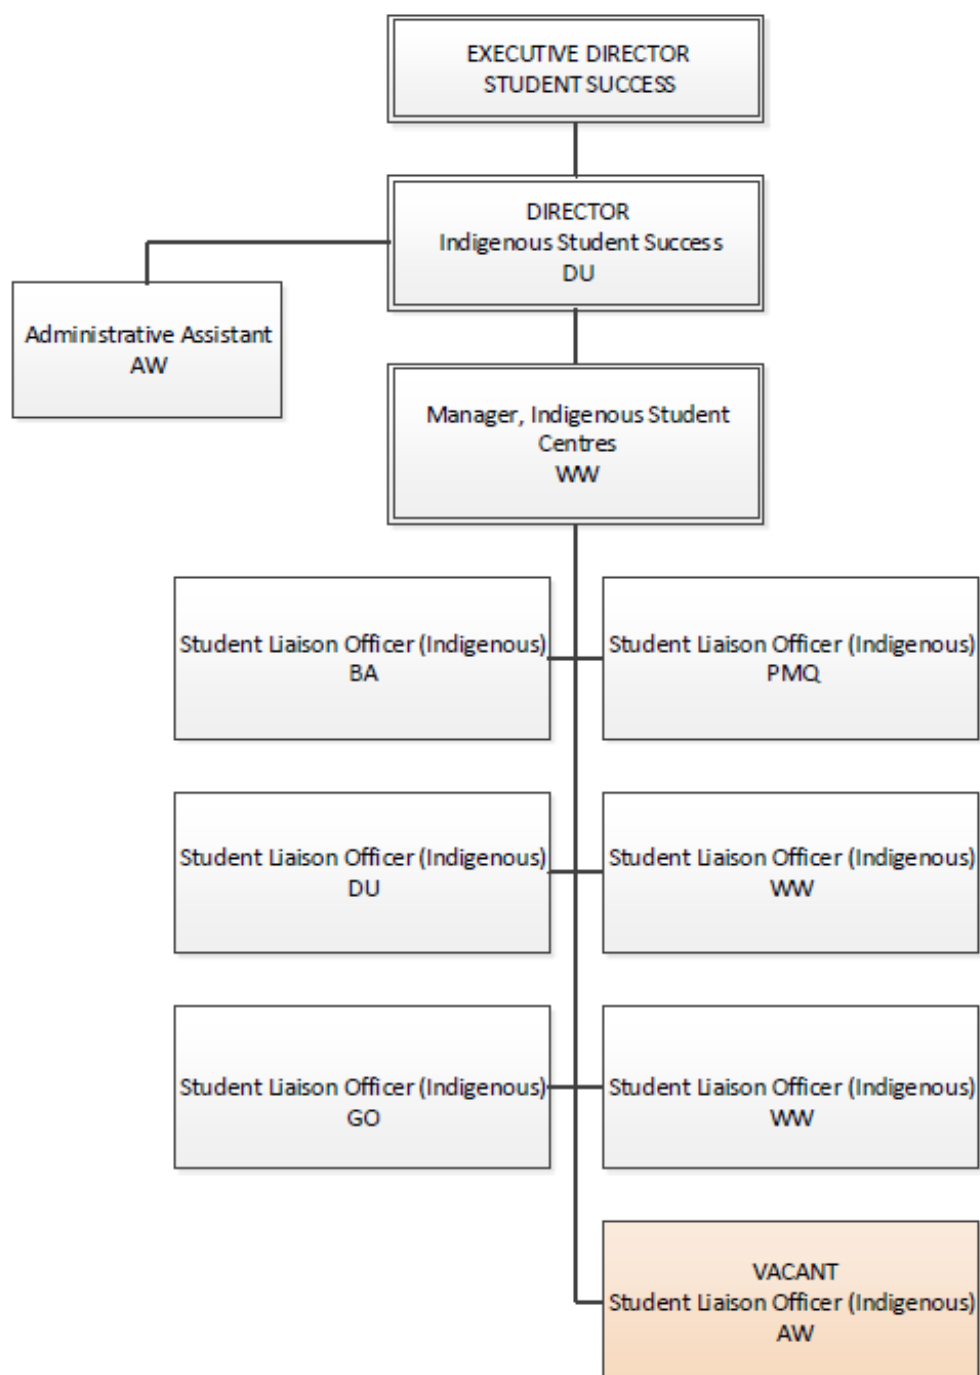 EXECUTIVE DIRECTOR
STUDENT SUCCESS
DIRECTOR
Indigenous Student Success
DU
Administrative Assistant
AW
Manager, Indigenous Student
Centres
WW
Student Liaison Officer (Indigenous)
BA
Student Liaison Officer (Indigenous)
PMQ
Student Liaison Officer (Indigenous)
DU
Student Liaison Officer (Indigenous)
WW
Student Liaison Officer (Indigenous)
GO
Student Liaison Officer (Indigenous)
WW
VACANT
Student Liaison Officer (Indigenous)
AW